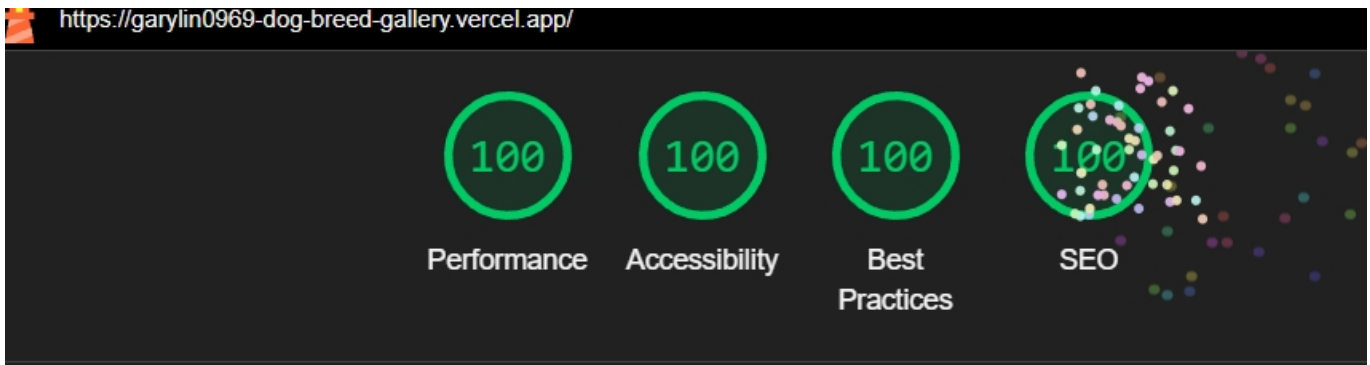 https://garylin0969-dog-breed-gallery.vercel.app/
100 100 100 100
Performance Accessibility Best Practices SEO